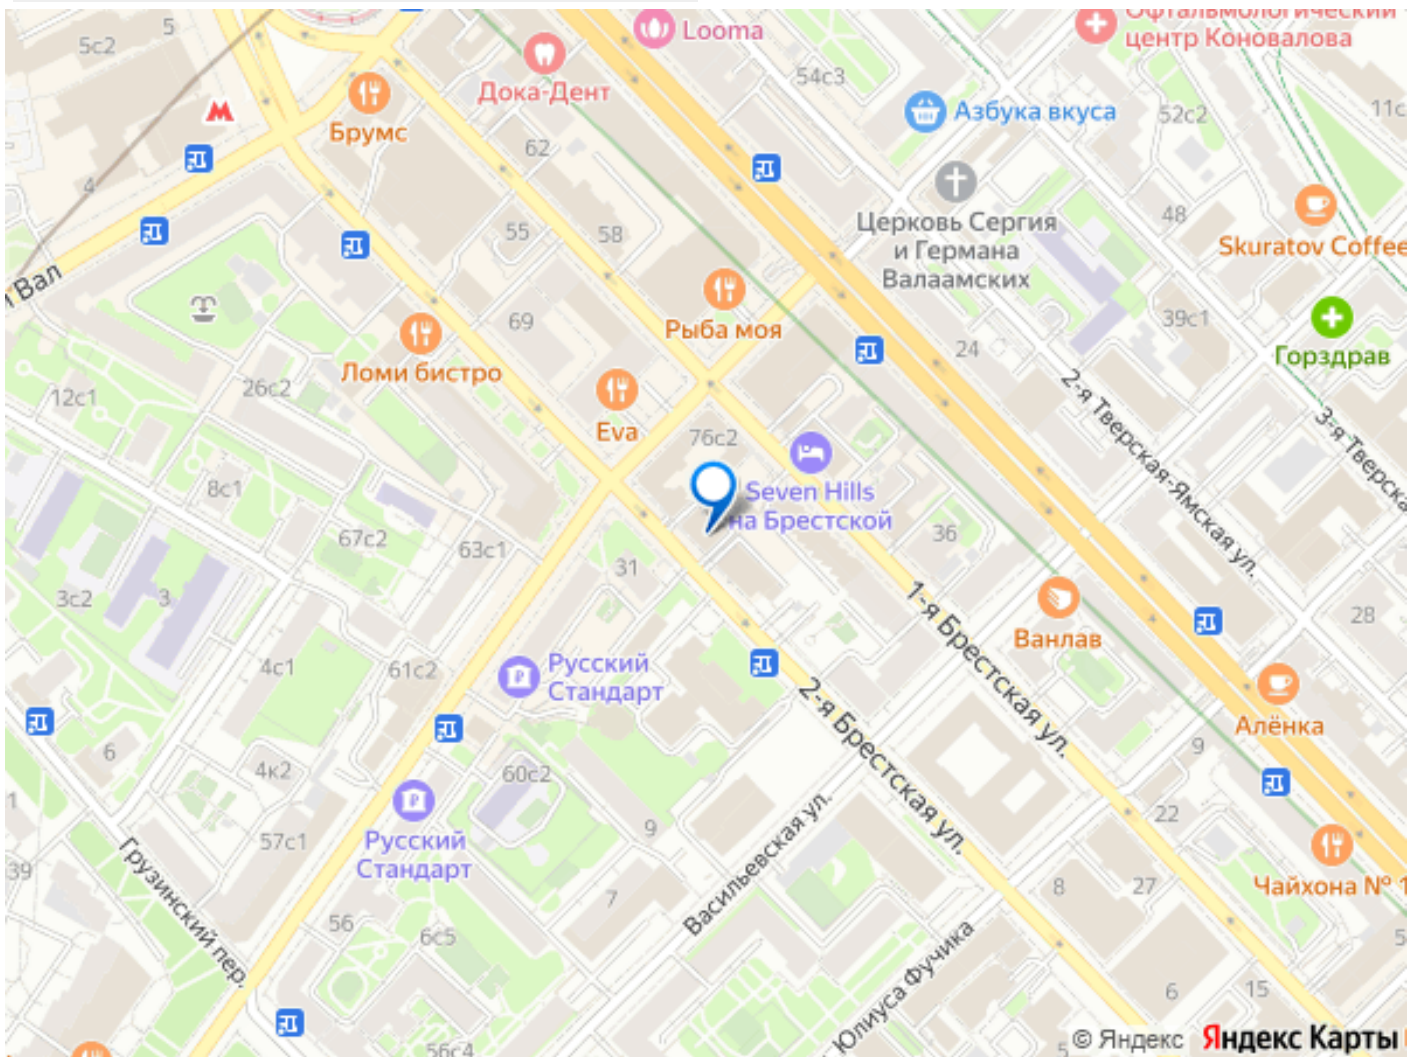 Офтальмологический
центр Коновалова
5с2
5
Looma
Дока-Дент
54с3
Азбука вкуса
52с2
11с
Брумс
62
4
Церковь Сергия
и Германа
Валаамских
48
Skuratov Coffee
55
58
Вал
69
Рыба моя
39с1
24
Горздрав
Ломи бистро
26с2
12с1
2-я Тверская-Ямская ул.
3-я Тверска
Eva
76с2
Seven Hills
на Брестской
8с1
67с2
63с1
36
31
3с2
3
1-я Брестская ул.
Ванлав
28
4с1
61с2
Русский
Стандарт
2-я Брестская ул.
Алёнка
6
4к2
60с2
9
1
22
Русский
Стандарт
57с1
9
Васильевская ул.
39
Грузинский пер.
Чайхона № 1
8
27
7
56
6с5
Юлиуса Фучика
5
6
15
56с4
© Яндекс Яндекс Карты